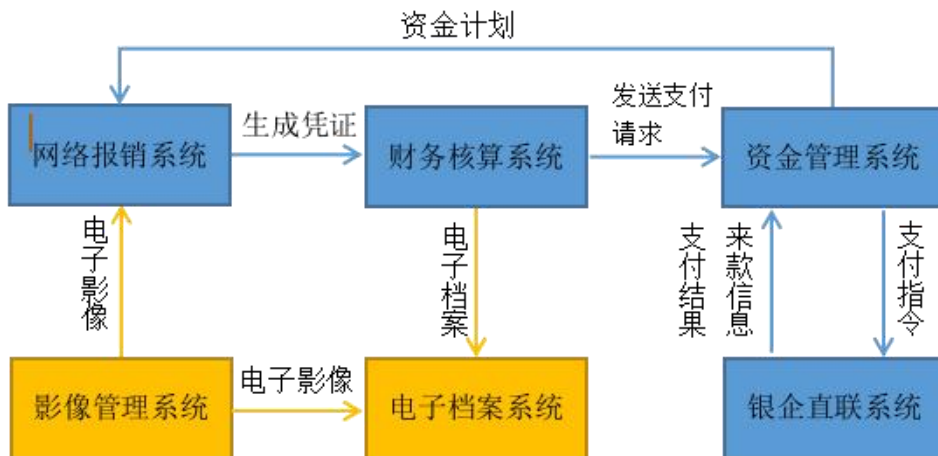 资金计划
网络报销系统
生成凭证
财务核算系统
发送支付
请求
资金管理系统
电子影像
电子档案
支付结果
来款信息
支付指令
影像管理系统
电子影像
电子档案系统
银企直联系统